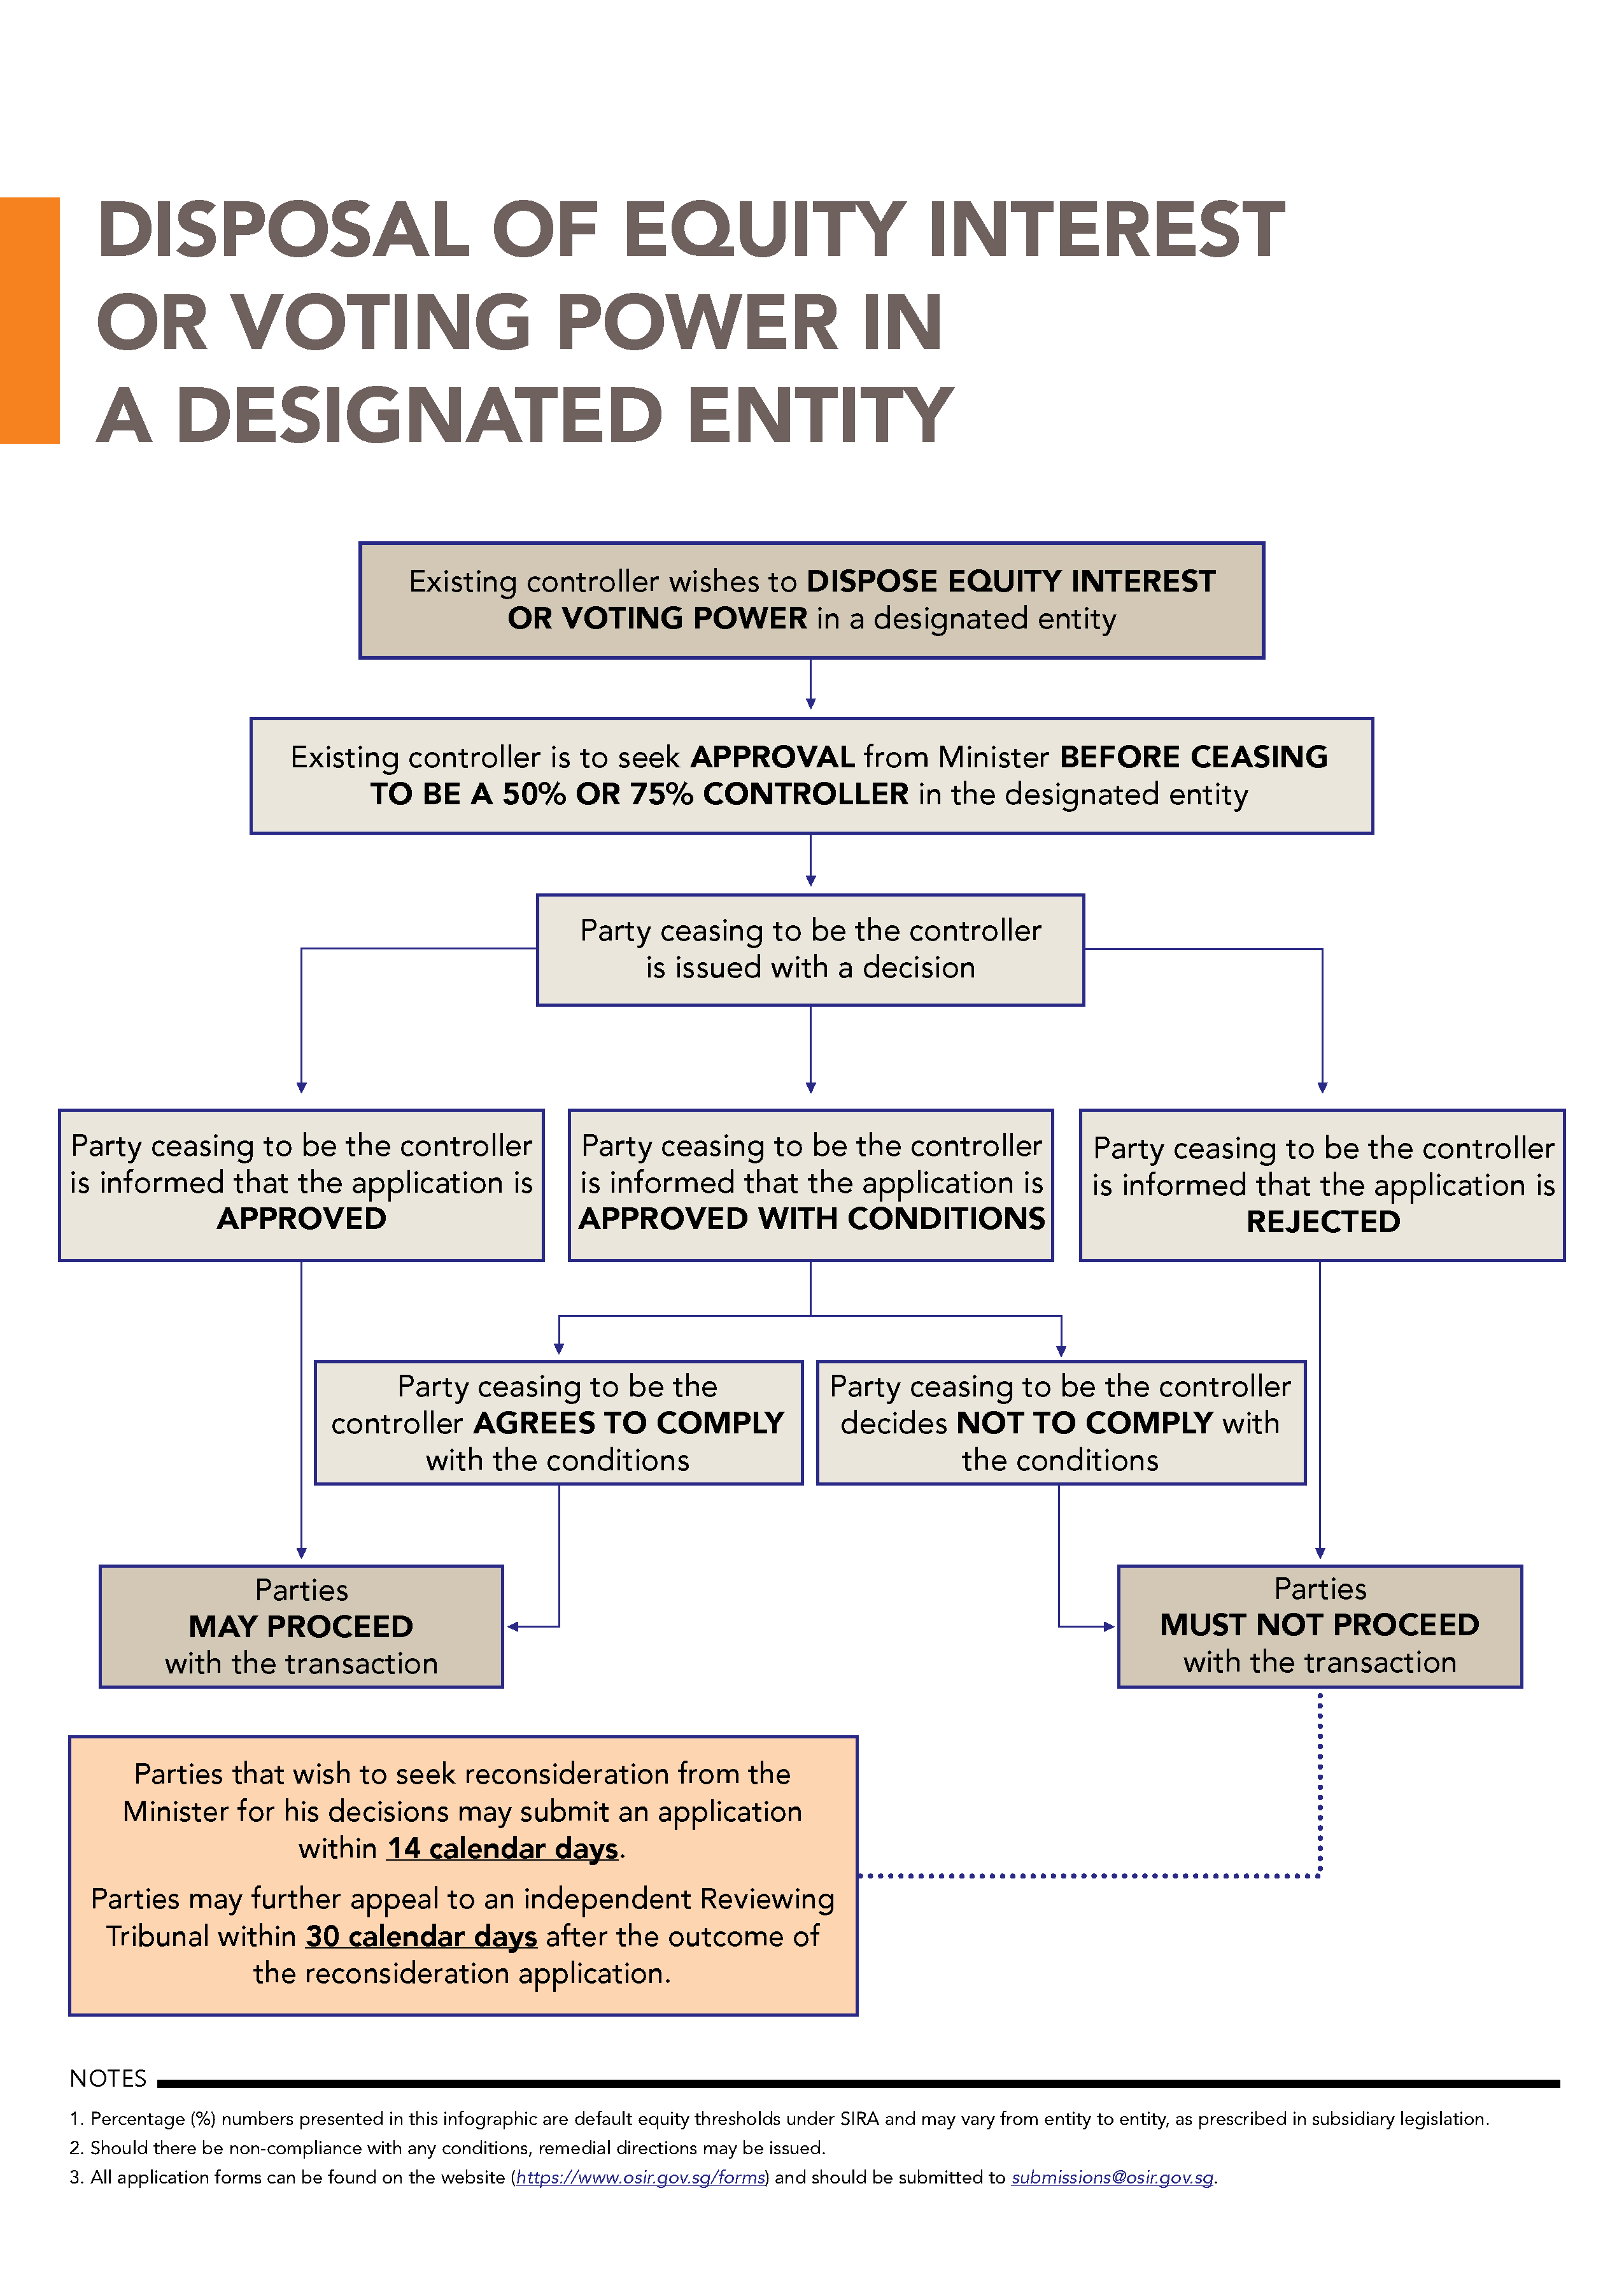 DISPOSAL OF EQUITY INTEREST
OR VOTING POWER IN
A DESIGNATED ENTITY
Existing controller wishes to DISPOSE EQUITY INTEREST
OR VOTING POWER in a designated entity
Existing controller is to seek APPROVAL from Minister BEFORE CEASING
TO BE A 50% OR 75% CONTROLLER in the designated entity
Party ceasing to be the controller
is issued with a decision
Party ceasing to be the controller
is informed that the application is
APPROVED
Party ceasing to be the controller
is informed that the application is
APPROVED WITH CONDITIONS
Party ceasing to be the controller
is informed that the application is
REJECTED
Party ceasing to be the
controller AGREES TO COMPLY
with the conditions
Party ceasing to be the controller
decides NOT TO COMPLY with
the conditions
Parties
MAY PROCEED
with the transaction
Parties
MUST NOT PROCEED
with the transaction
Parties that wish to seek reconsideration from the
Minister for his decisions may submit an application
within 14 calendar days.
Parties may further appeal to an independent Reviewing
Tribunal within 30 calendar days after the outcome of
the reconsideration application.
NOTES
1. Percentage (%) numbers presented in this infographic are default equity thresholds under SIRA and may vary from entity to entity, as prescribed in subsidiary legislation.
2. Should there be non-compliance with any conditions, remedial directions may be issued.
3. All application forms can be found on the website (https://www.osir.gov.sg/forms) and should be submitted to submissions@osir.gov.sg.